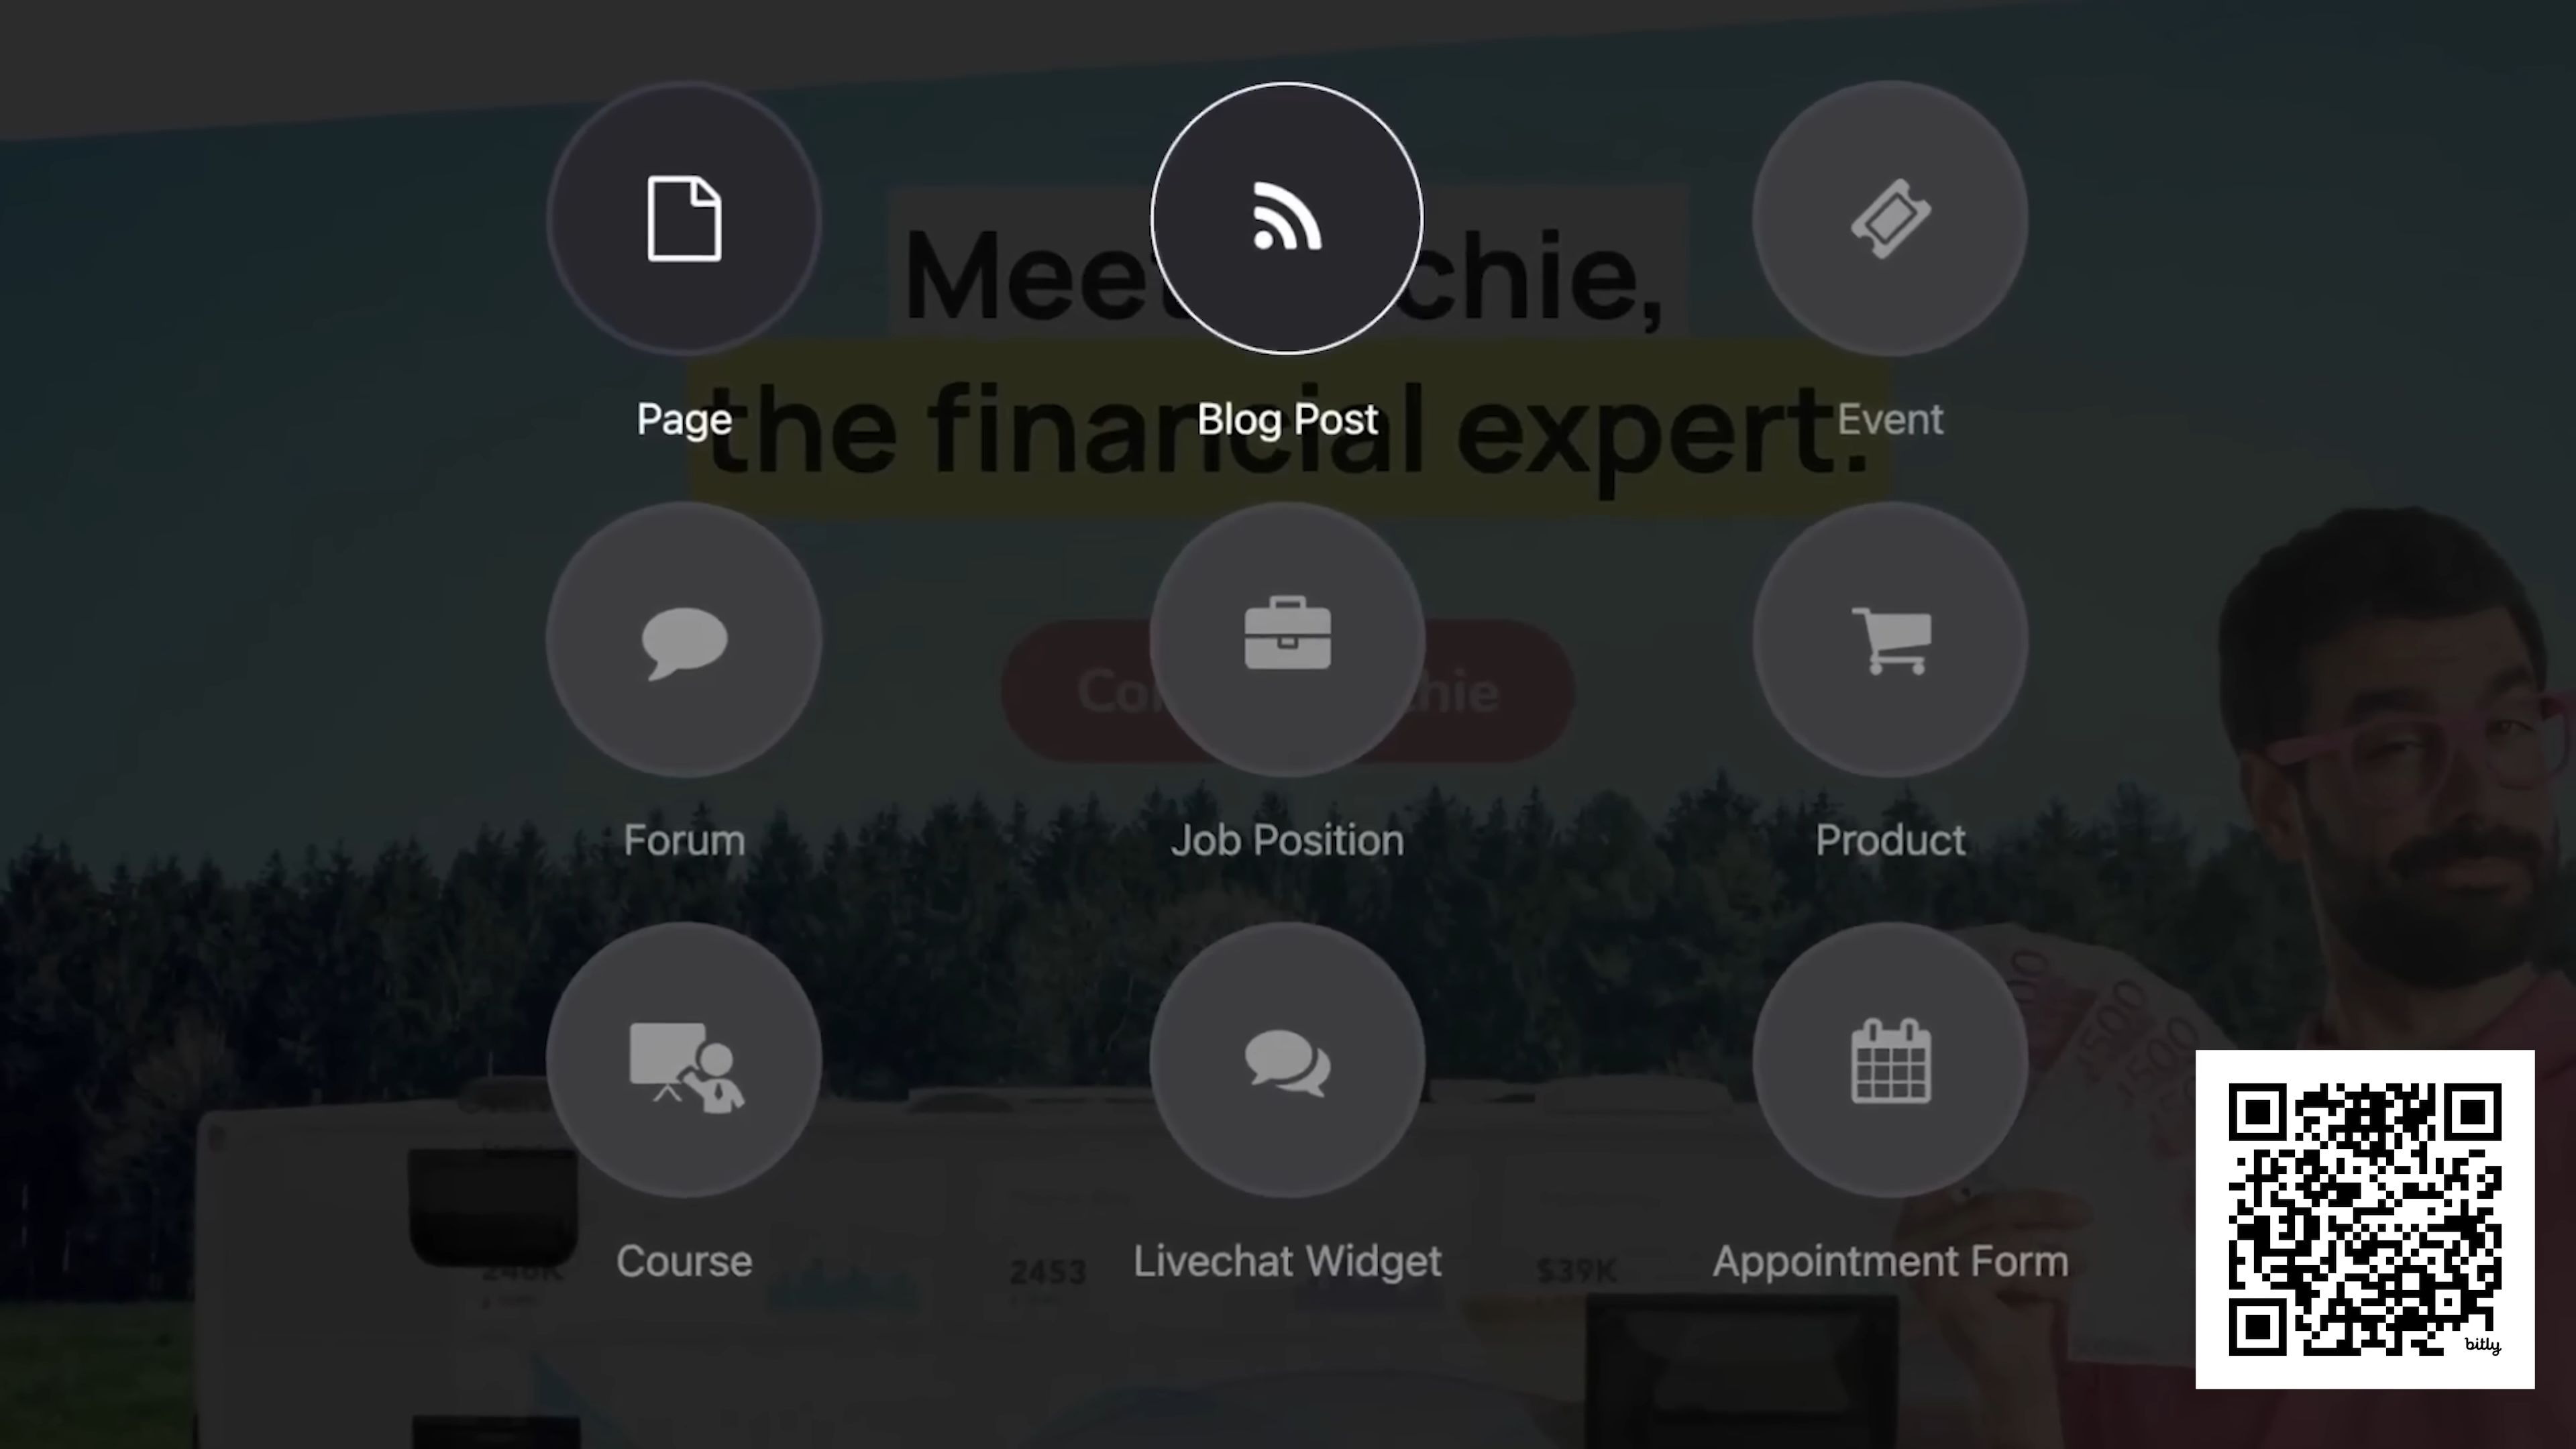 Page
Blog Post
Event
Forum
Job Position
Product
Course
Livechat Widget
Appointment Form
the financial expert.
2453
$39K
bitly